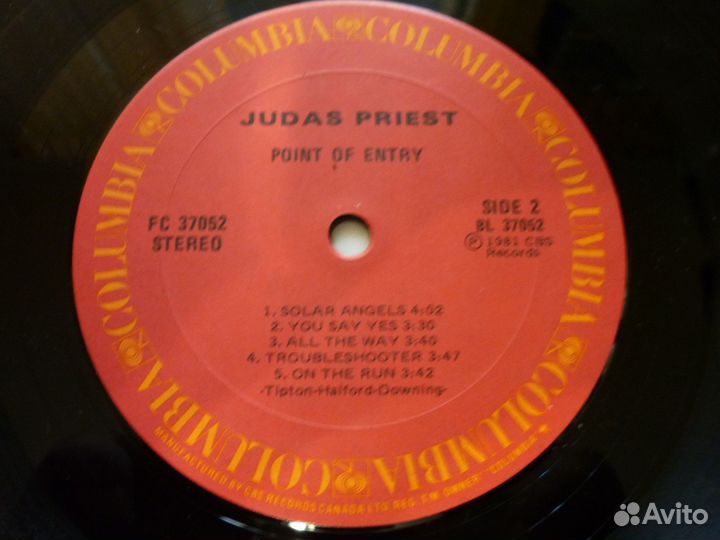 COLUMBIA COLUMBIA COLUMBIA COLUMBIA COLUMBIA COLUMBIA COLUMBIA
JUDAS PRIEST
POINT OF ENTRY
FC 37052
STEREO
SIDE 2
BL 37052
℗ 1981 CBS
Records
1. SOLAR ANGELS 4:02
2. YOU SAY YES 3:30
3. ALL THE WAY 3:40
4. TROUBLESHOOTER 3:47
5. ON THE RUN 3:42
-Tipton-Halford-Downing-
MANUFACTURED BY CBS RECORDS CANADA LTD. REG. T.M. OWNER "COLUMBIA"
Avito